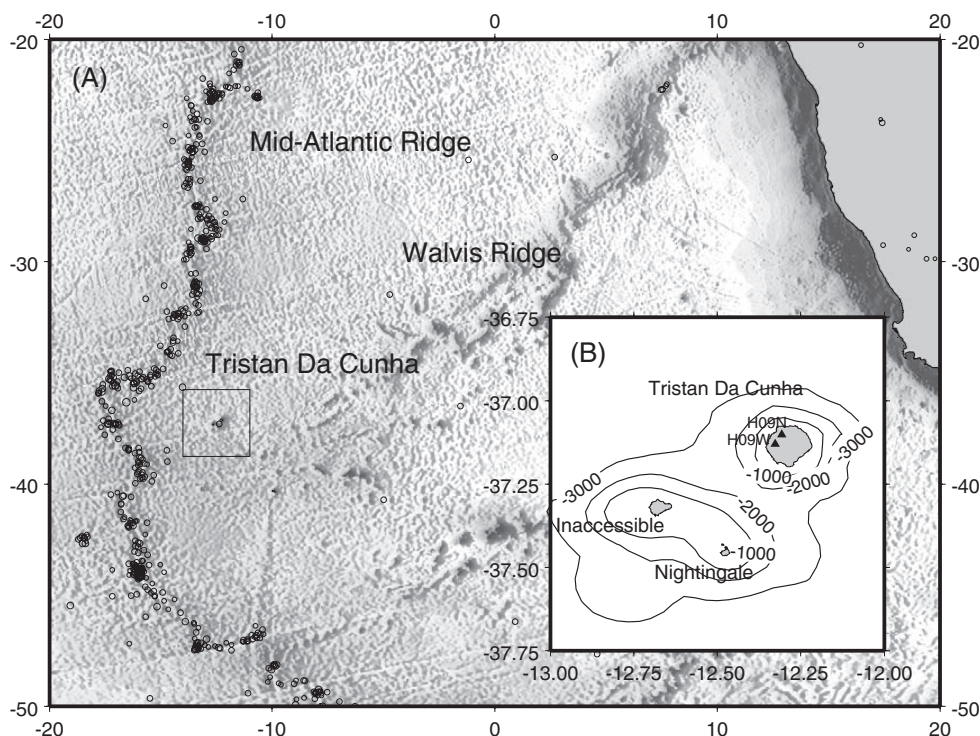 -20 -10 0 10 20
-20 -20
(A)
Mid-Atlantic Ridge
Walvis Ridge
-30 -30
Tristan Da Cunha
-40 -40
-50 -50
-20 -10 0 10 20
-36.75
(B)
Tristan Da Cunha
-37.00
H09N
H09W
-3000
-1000
-2000
-37.25
-3000
-2000
Inaccessible
-1000
-37.50
Nightingale
-37.75
-13.00 -12.75 -12.50 -12.25 -12.00